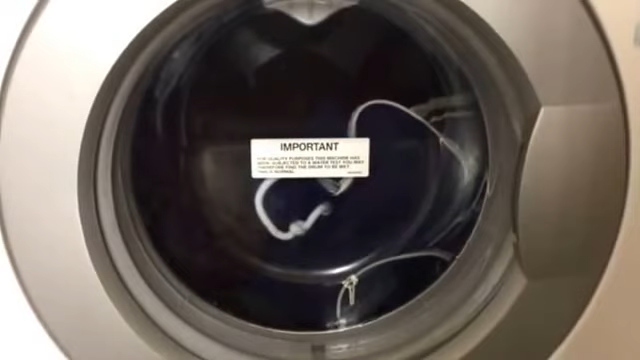 IMPORTANT
FOR QUALITY PURPOSES THIS MACHINE HAS
BEEN SUBJECTED TO A WATER TEST YOU MAY
THEREFORE FIND THE DRUM TO BE WET.
THIS IS NORMAL.